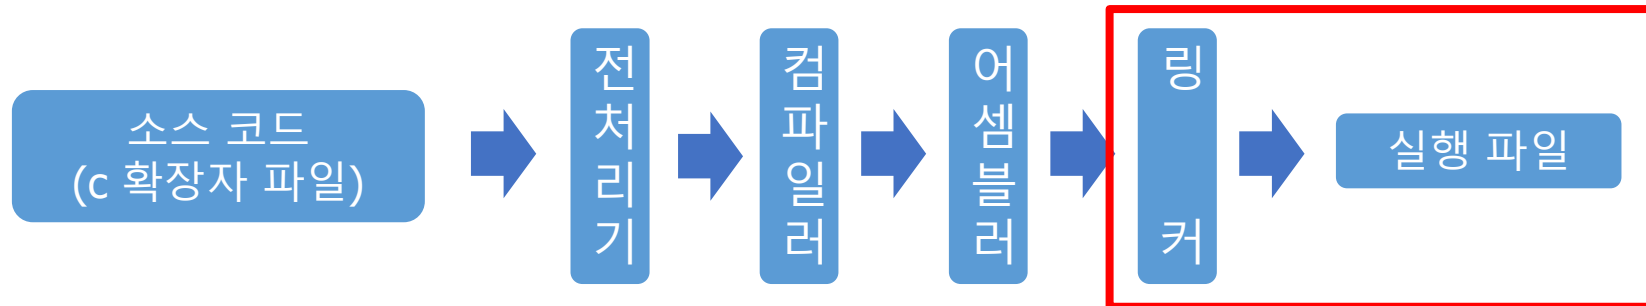 소스 코드
(c 확장자 파일)
전처리기
컴파일러
어셈블러
링커
실행 파일